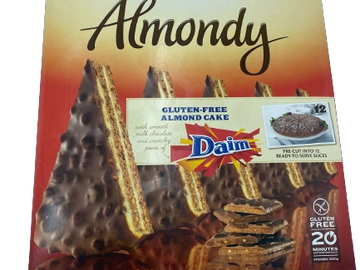 Almondy
GLUTEN-FREE
ALMOND CAKE
with smooth
milk chocolate
and crunchy
pieces of
Daim
12
PRE-CUT INTO 12
READY-TO-SERVE SLICES
GLUTEN
FREE
20
MINUTES